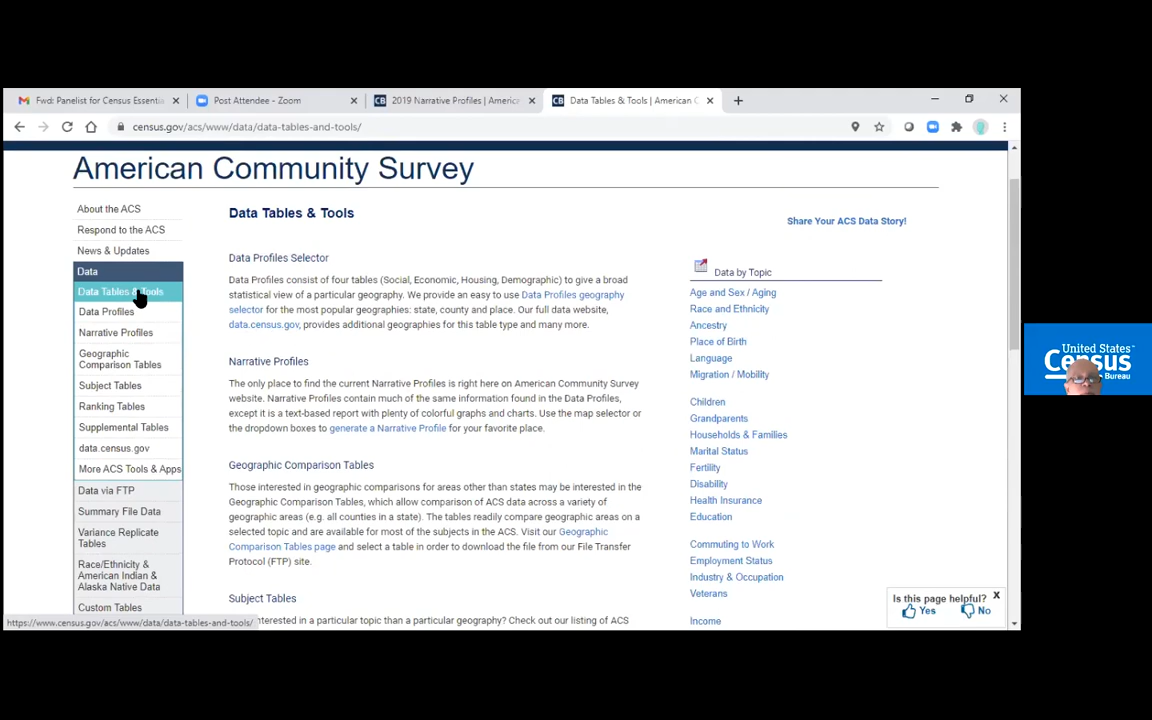 Fwd: Panelist for Census Essentia
Post Attendee - Zoom
2019 Narrative Profiles | America
Data Tables & Tools | American C
census.gov/acs/www/data/data-tables-and-tools/
American Community Survey
About the ACS
Respond to the ACS
News & Updates
Data
Data Tables & Tools
Data Profiles
Narrative Profiles
Geographic
Comparison Tables
Subject Tables
Ranking Tables
Supplemental Tables
data.census.gov
More ACS Tools & Apps
Data via FTP
Summary File Data
Variance Replicate
Tables
Race/Ethnicity &
American Indian &
Alaska Native Data
Custom Tables
https://www.census.gov/acs/www/data/data-tables-and-tools/
Data Tables & Tools
Data Profiles Selector
Data Profiles consist of four tables (Social, Economic, Housing, Demographic) to give a broad
statistical view of a particular geography. We provide an easy to use Data Profiles geography
selector for the most popular geographies: state, county and place. Our full data website,
data.census.gov, provides additional geographies for this table type and many more.
Narrative Profiles
The only place to find the current Narrative Profiles is right here on American Community Survey
website. Narrative Profiles contain much of the same information found in the Data Profiles,
except it is a text-based report with plenty of colorful graphs and charts. Use the map selector or
the dropdown boxes to generate a Narrative Profile for your favorite place.
Geographic Comparison Tables
Those interested in geographic comparisons for areas other than states may be interested in the
Geographic Comparison Tables, which allow comparison of ACS data across a variety of
geographic areas (e.g. all counties in a state). The tables readily compare geographic areas on a
selected topic and are available for most of the subjects in the ACS. Visit our Geographic
Comparison Tables page and select a table in order to download the file from our File Transfer
Protocol (FTP) site.
Subject Tables
interested in a particular topic than a particular geography? Check out our listing of ACS
Share Your ACS Data Story!
Data by Topic
Age and Sex / Aging
Race and Ethnicity
Ancestry
Place of Birth
Language
Migration / Mobility
Children
Grandparents
Households & Families
Marital Status
Fertility
Disability
Health Insurance
Education
Commuting to Work
Employment Status
Industry & Occupation
Veterans
Income
Is this page helpful? X
Yes No
United States™
Census
Bureau